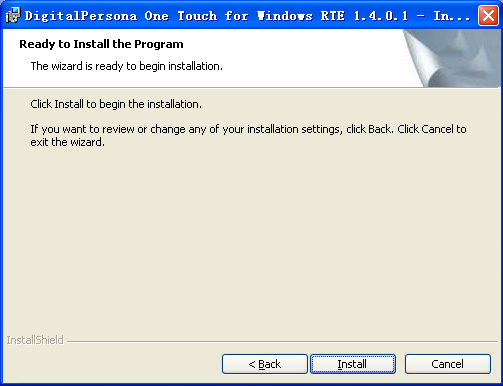 DigitalPersona One Touch for Windows RTE 1.4.0.1 - In...
Ready to Install the Program
The wizard is ready to begin installation.
Click Install to begin the installation.
If you want to review or change any of your installation settings, click Back. Click Cancel to
exit the wizard.
InstallShield
< Back
Install
Cancel